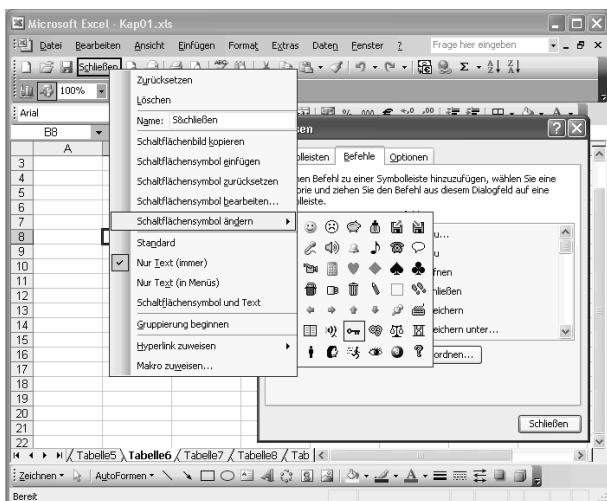 Microsoft Excel - Kap01.xls
Datei Bearbeiten Ansicht Einfügen Format Extras Daten Fenster ? Frage hier eingeben
Schließen
100%
Arial
B8
A
Zurücksetzen
Löschen
Name: S&chließen
Schaltflächenbild kopieren
Schaltflächensymbol einfügen
Schaltflächensymbol zurücksetzen
Schaltflächensymbol bearbeiten...
Schaltflächensymbol ändern
Standard
Nur Text (immer)
Nur Text (in Menüs)
Schaltflächensymbol und Text
Gruppierung beginnen
Hyperlink zuweisen
Makro zuweisen...
sen
olleisten Befehle Optionen
nen Befehl zu einer Symbolleiste hinzuzufügen, wählen Sie eine
orie und ziehen Sie den Befehl aus diesem Dialogfeld auf eine
olleiste.
u...
u
fnen
hließen
eichern
eichern unter...
ordnen...
Schließen
3
4
5
6
7
8
9
10
11
12
13
14
15
16
17
18
19
20
21
22
Tabelle5 Tabelle6 Tabelle7 Tabelle8 Tab
Zeichnen AutoFormen
Bereit